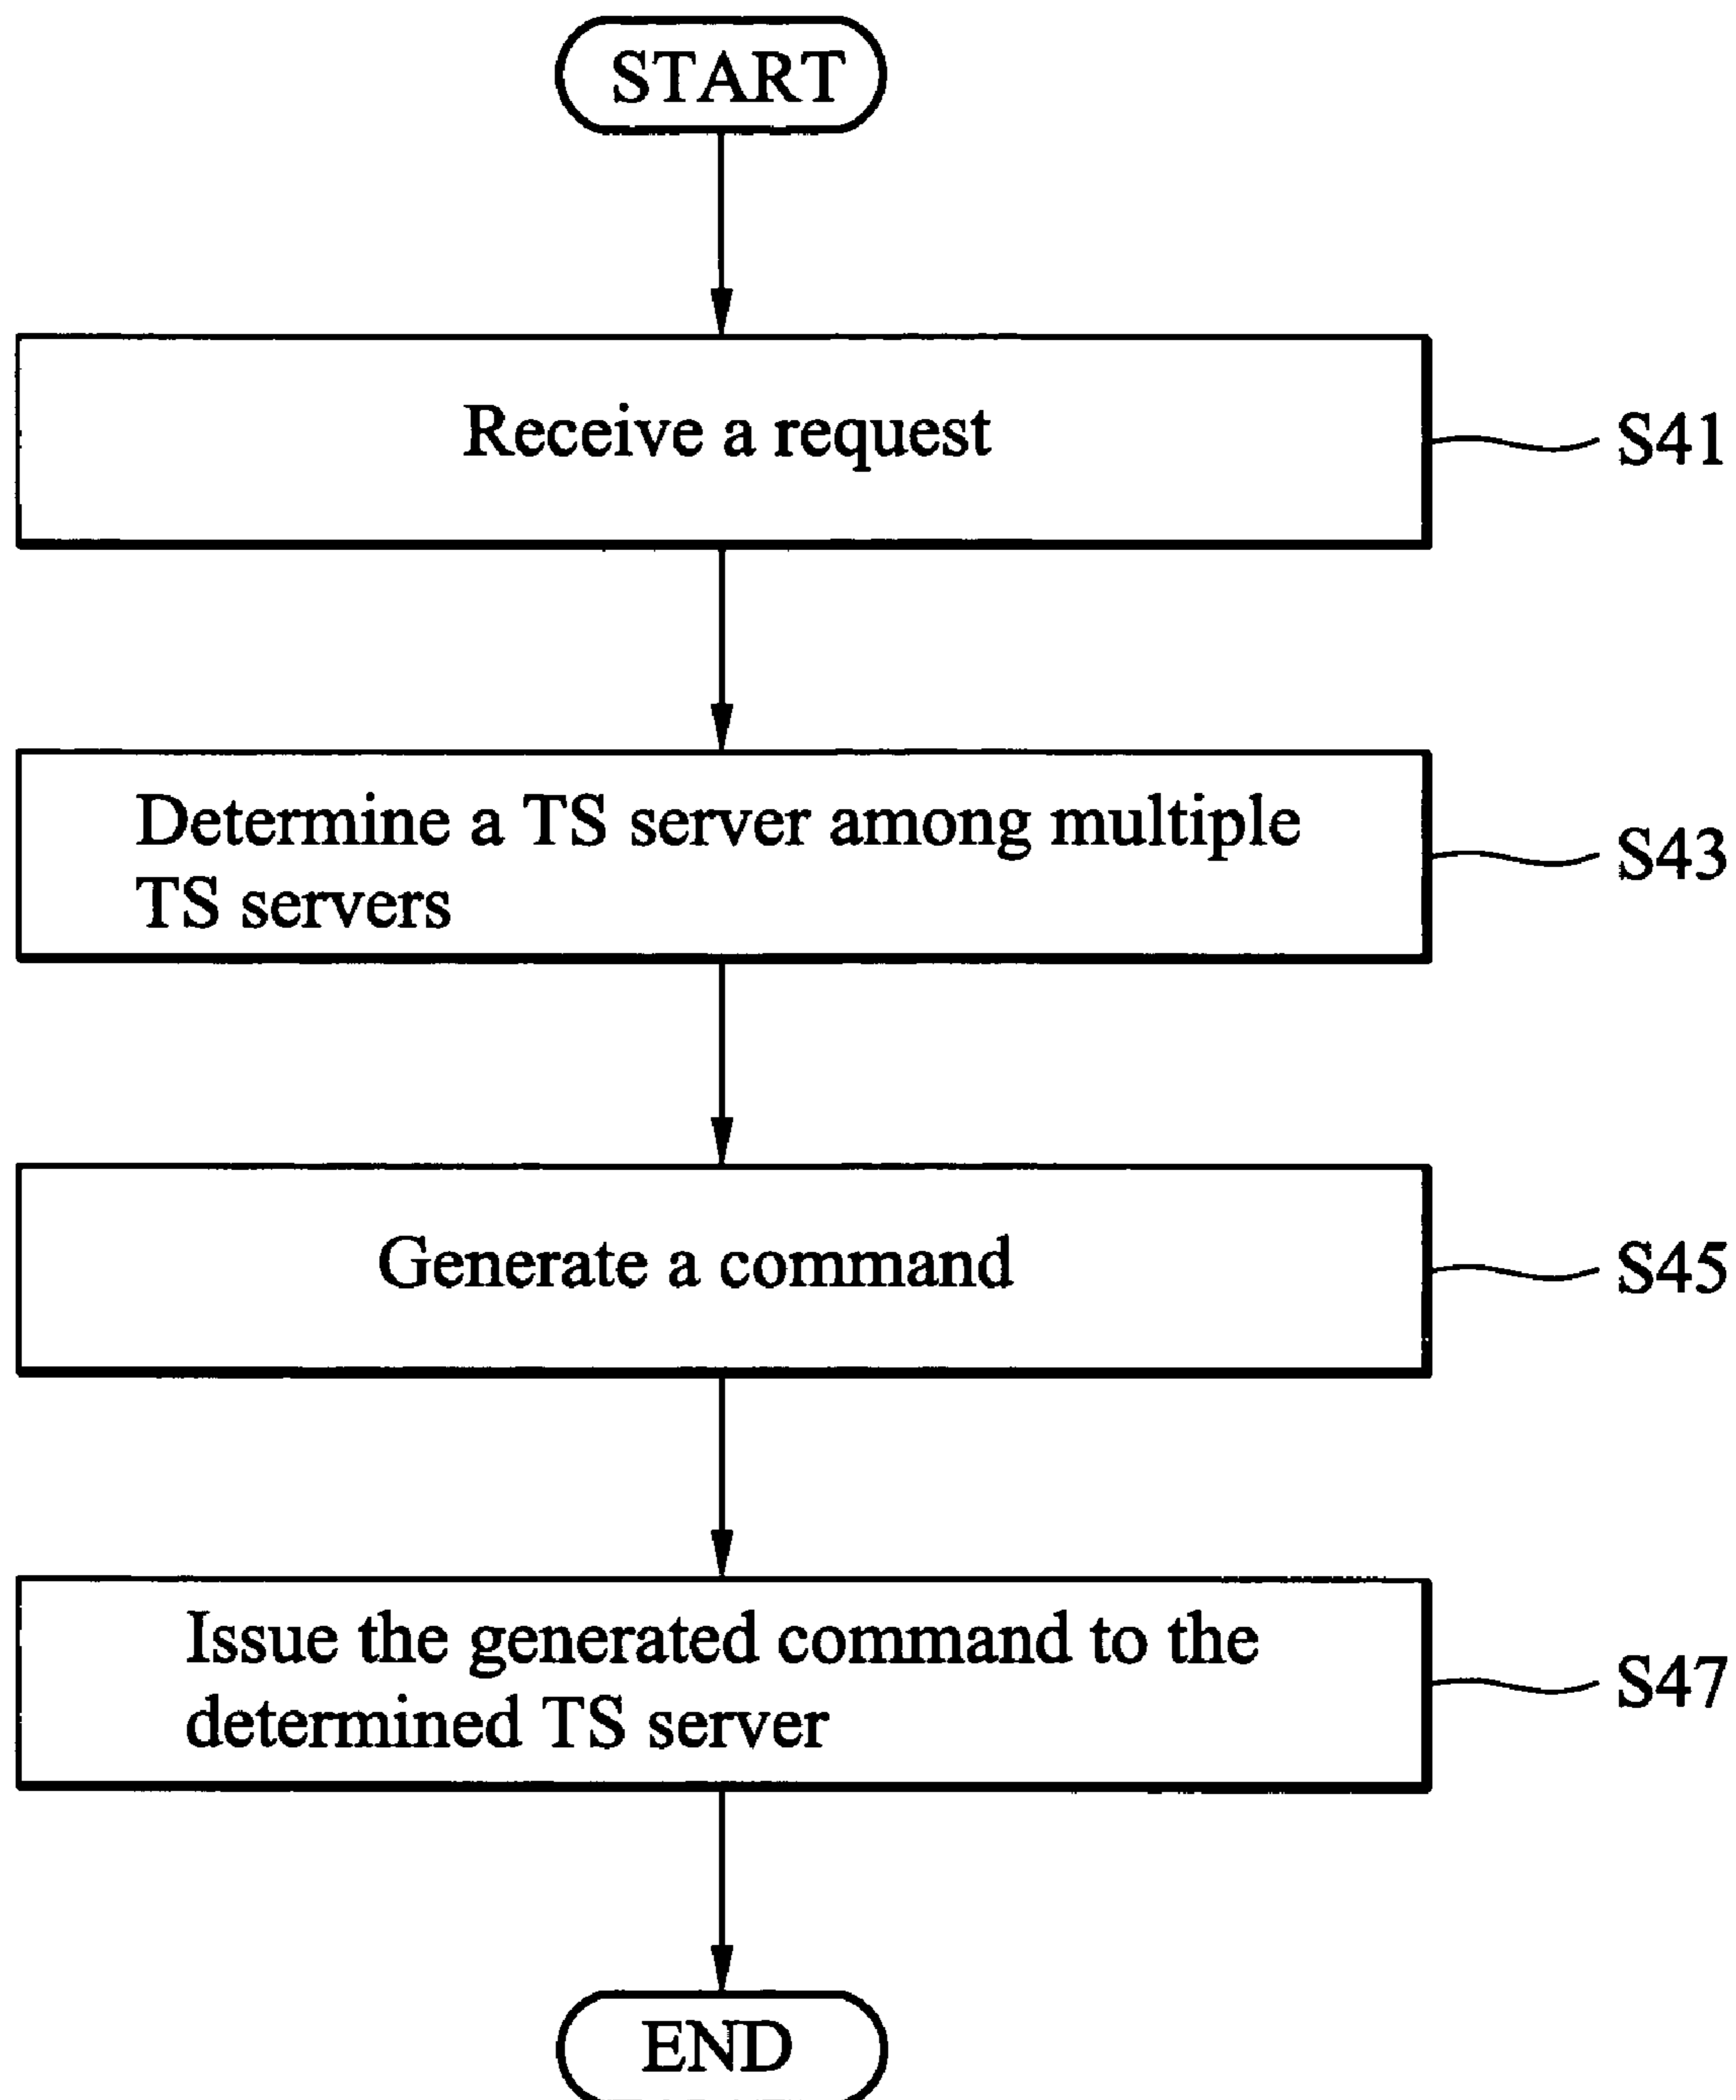 START
Receive a request
S41
Determine a TS server among multiple
TS servers
S43
Generate a command
S45
Issue the generated command to the
determined TS server
S47
END